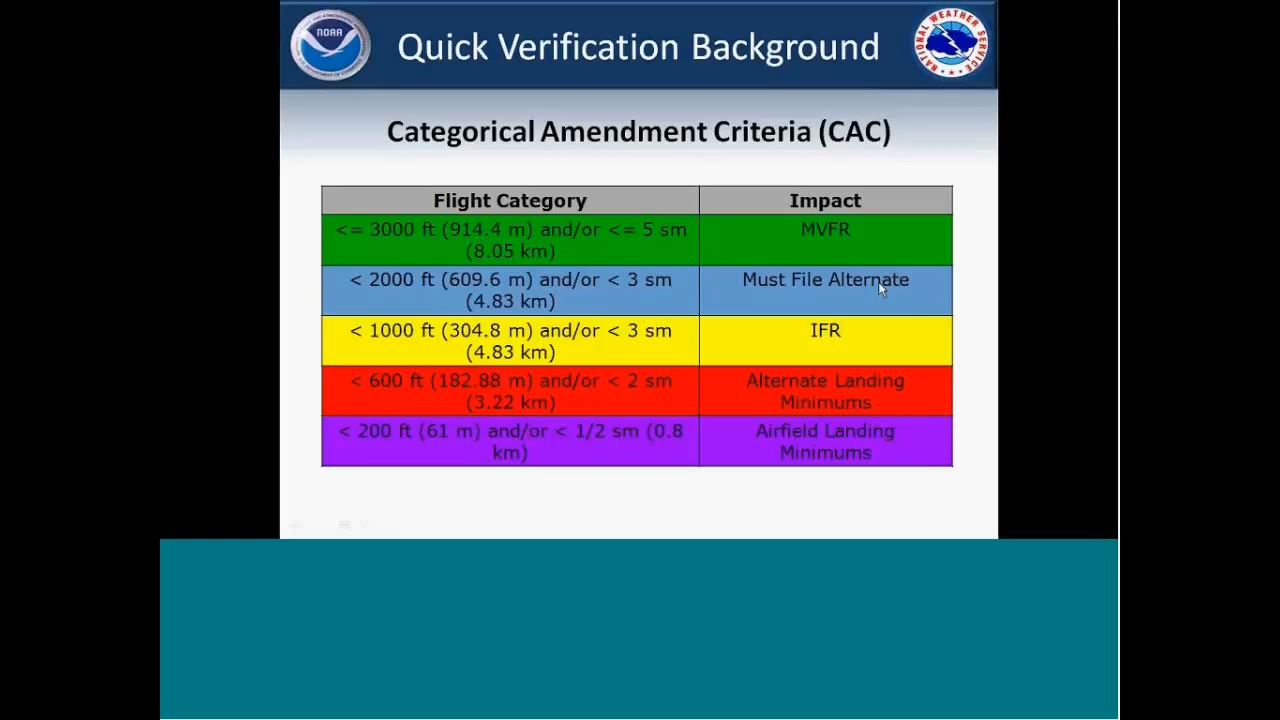 NOAA
Quick Verification Background
NATIONAL WEATHER SERVICE
Categorical Amendment Criteria (CAC)
Flight Category
Impact
<= 3000 ft (914.4 m) and/or <= 5 sm
(8.05 km)
MVFR
< 2000 ft (609.6 m) and/or < 3 sm
(4.83 km)
Must File Alternate
< 1000 ft (304.8 m) and/or < 3 sm
(4.83 km)
IFR
< 600 ft (182.88 m) and/or < 2 sm
(3.22 km)
Alternate Landing
Minimums
< 200 ft (61 m) and/or < 1/2 sm (0.8
km)
Airfield Landing
Minimums